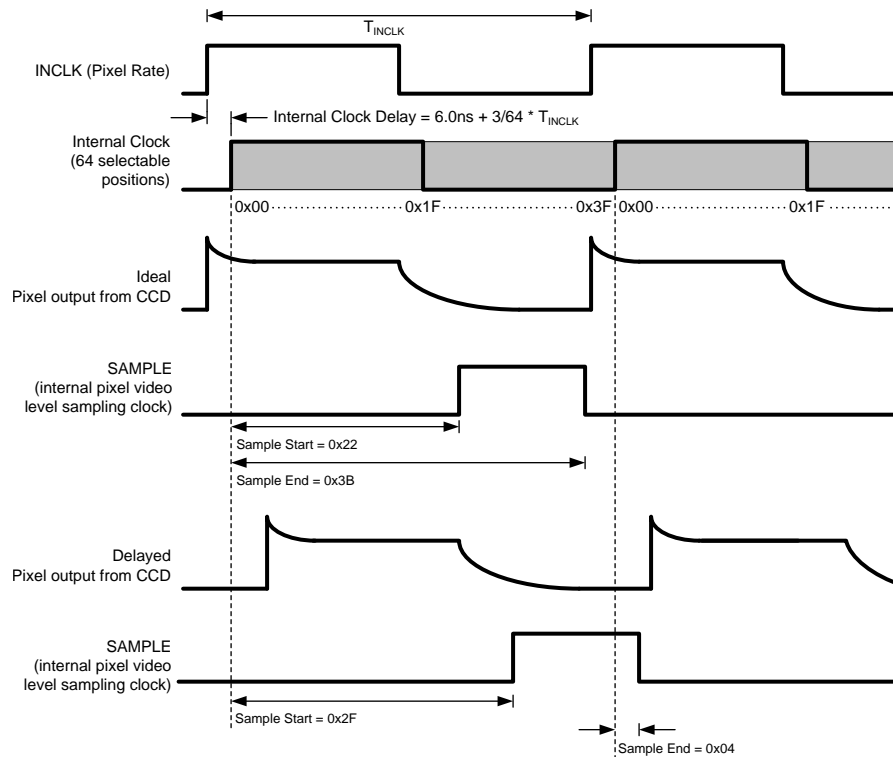 T_INCLK
INCLK (Pixel Rate)
Internal Clock Delay = 6.0ns + 3/64 * T_INCLK
Internal Clock
(64 selectable
positions)
0x00 0x1F 0x3F 0x00 0x1F
Ideal
Pixel output from CCD
SAMPLE
(internal pixel video
level sampling clock)
Sample Start = 0x22
Sample End = 0x3B
Delayed
Pixel output from CCD
SAMPLE
(internal pixel video
level sampling clock)
Sample Start = 0x2F
Sample End = 0x04